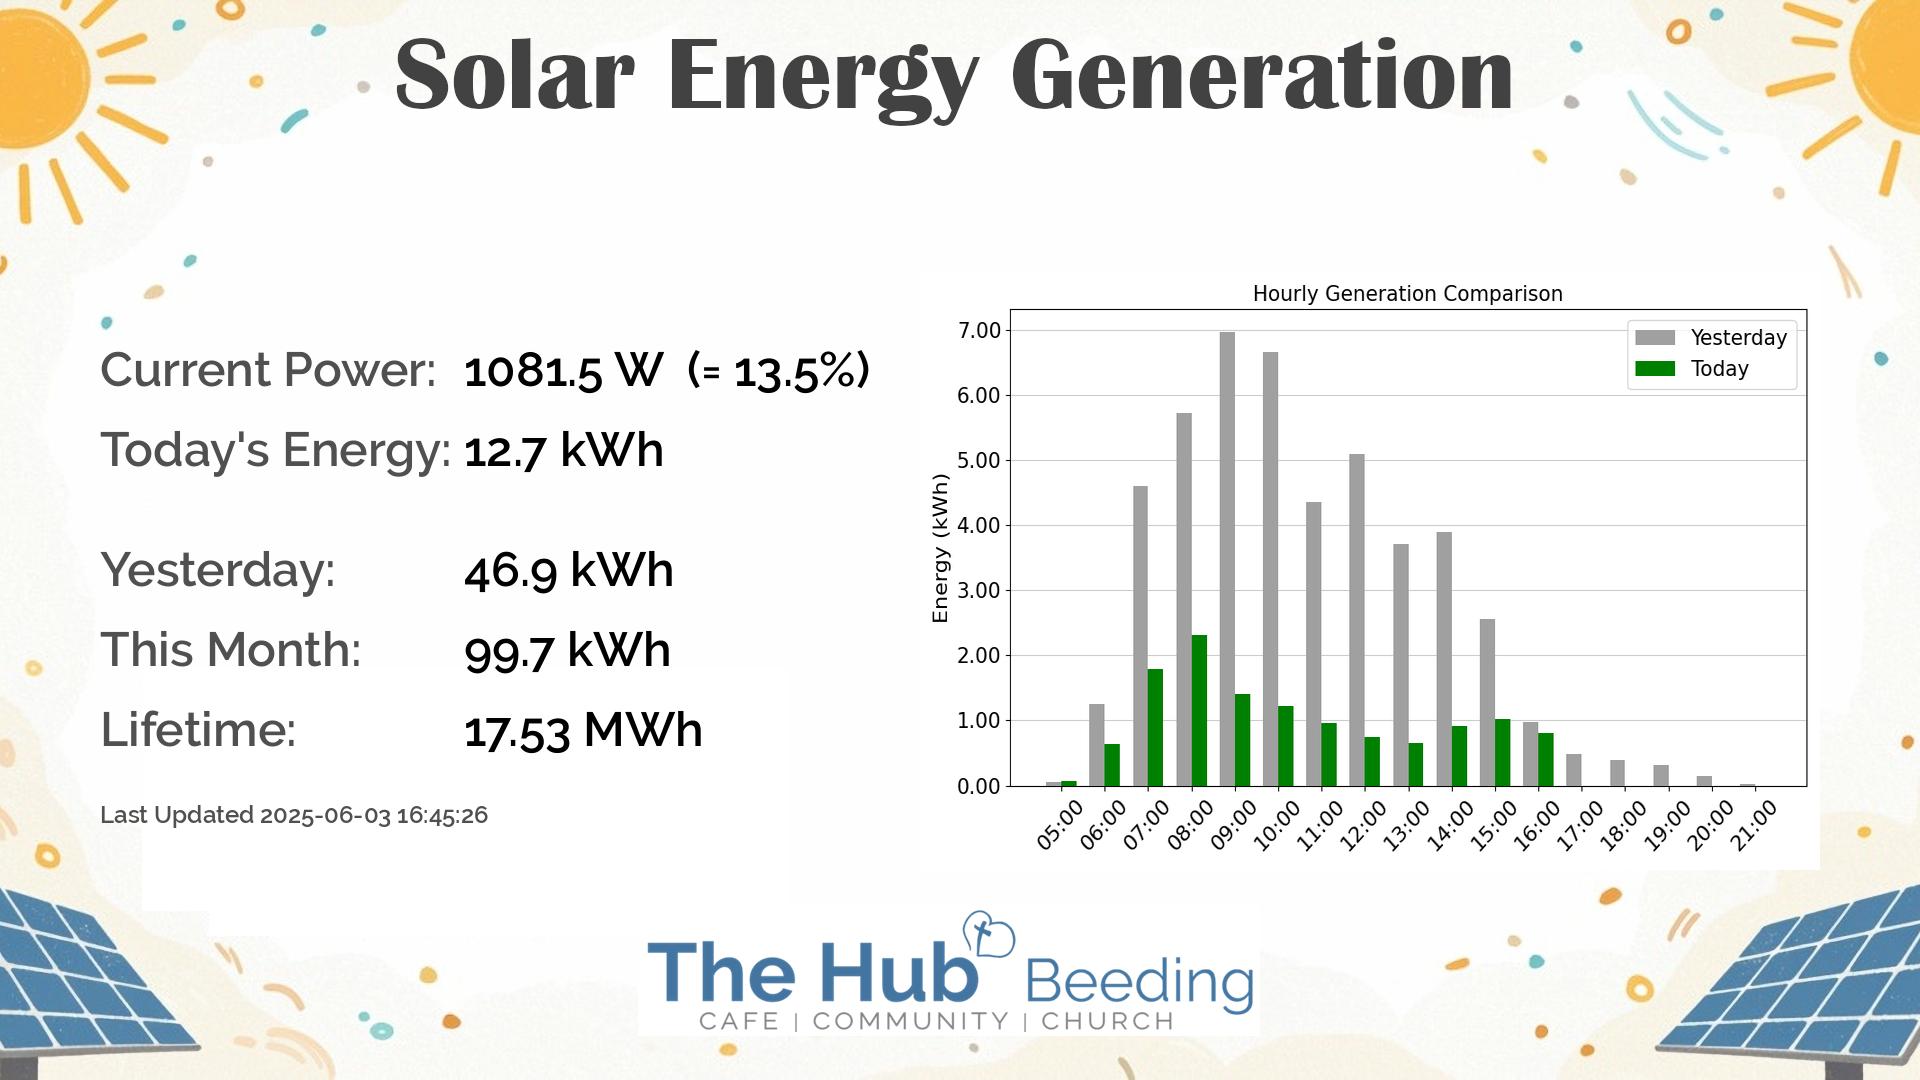 Solar Energy Generation
Current Power: 1081.5 W (= 13.5%)
Today's Energy: 12.7 kWh
Yesterday: 46.9 kWh
This Month: 99.7 kWh
Lifetime: 17.53 MWh
Last Updated 2025-06-03 16:45:26
Hourly Generation Comparison
Yesterday
Today
Energy (kWh)
7.00
6.00
5.00
4.00
3.00
2.00
1.00
0.00
05:00 06:00 07:00 08:00 09:00 10:00 11:00 12:00 13:00 14:00 15:00 16:00 17:00 18:00 19:00 20:00 21:00
The Hub Beeding
CAFE | COMMUNITY | CHURCH